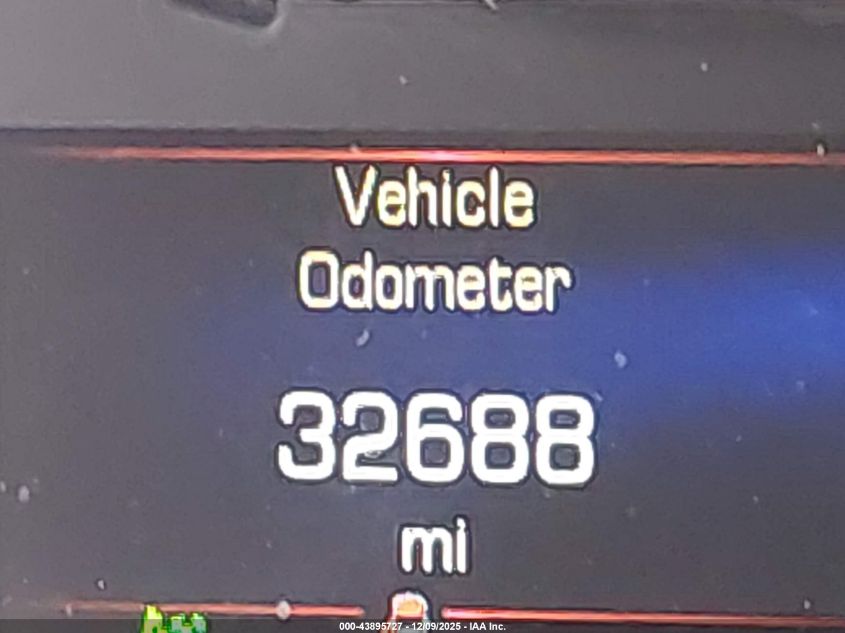 Vehicle
Odometer
32688
mi
000-43895727 - 12/09/2025 - IAA Inc.